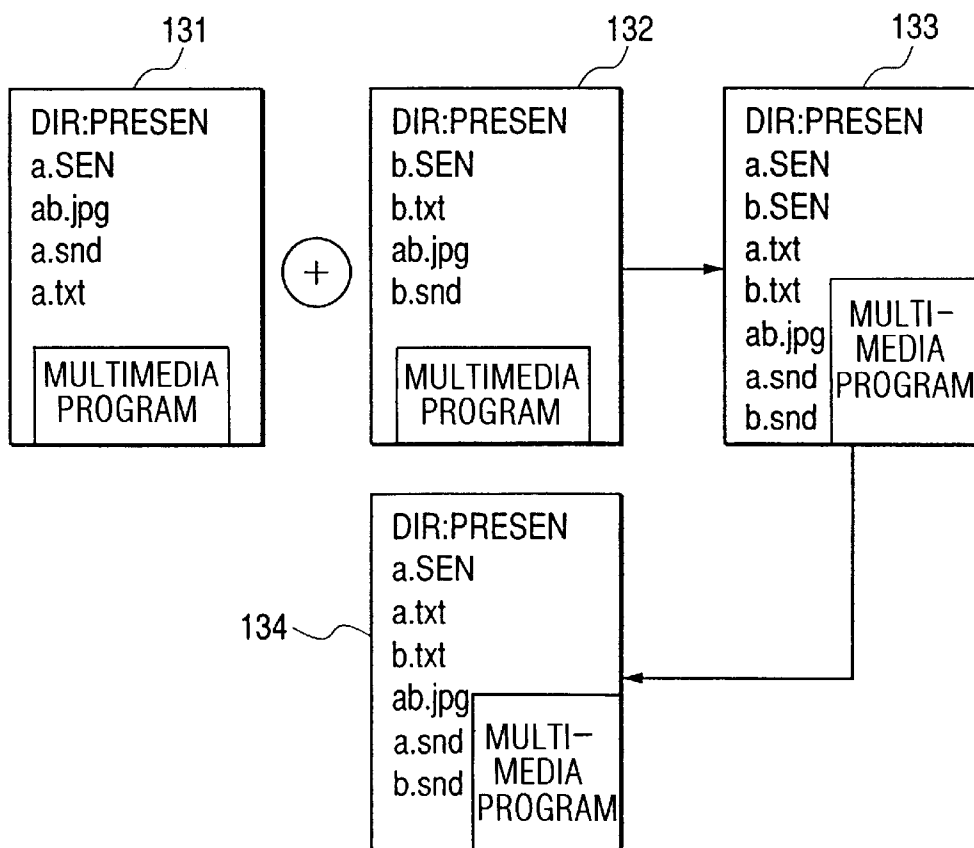 131
132
133
DIR:PRESEN
a.SEN
ab.jpg
a.snd
a.txt
MULTIMEDIA
PROGRAM
+
DIR:PRESEN
b.SEN
b.txt
ab.jpg
b.snd
MULTIMEDIA
PROGRAM
DIR:PRESEN
a.SEN
b.SEN
a.txt
b.txt
ab.jpg
a.snd
b.snd
MULTI-
MEDIA
PROGRAM
134
DIR:PRESEN
a.SEN
a.txt
b.txt
ab.jpg
a.snd
b.snd
MULTI-
MEDIA
PROGRAM